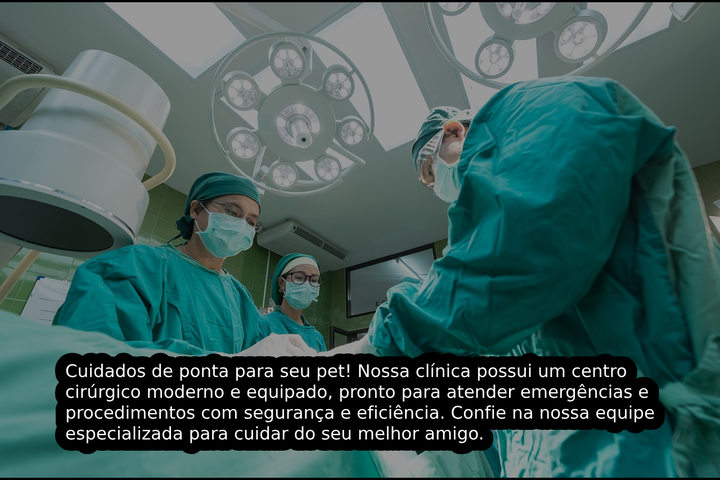 Cuidados de ponta para seu pet! Nossa clínica possui um centro
cirúrgico moderno e equipado, pronto para atender emergências e
procedimentos com segurança e eficiência. Confie na nossa equipe
especializada para cuidar do seu melhor amigo.